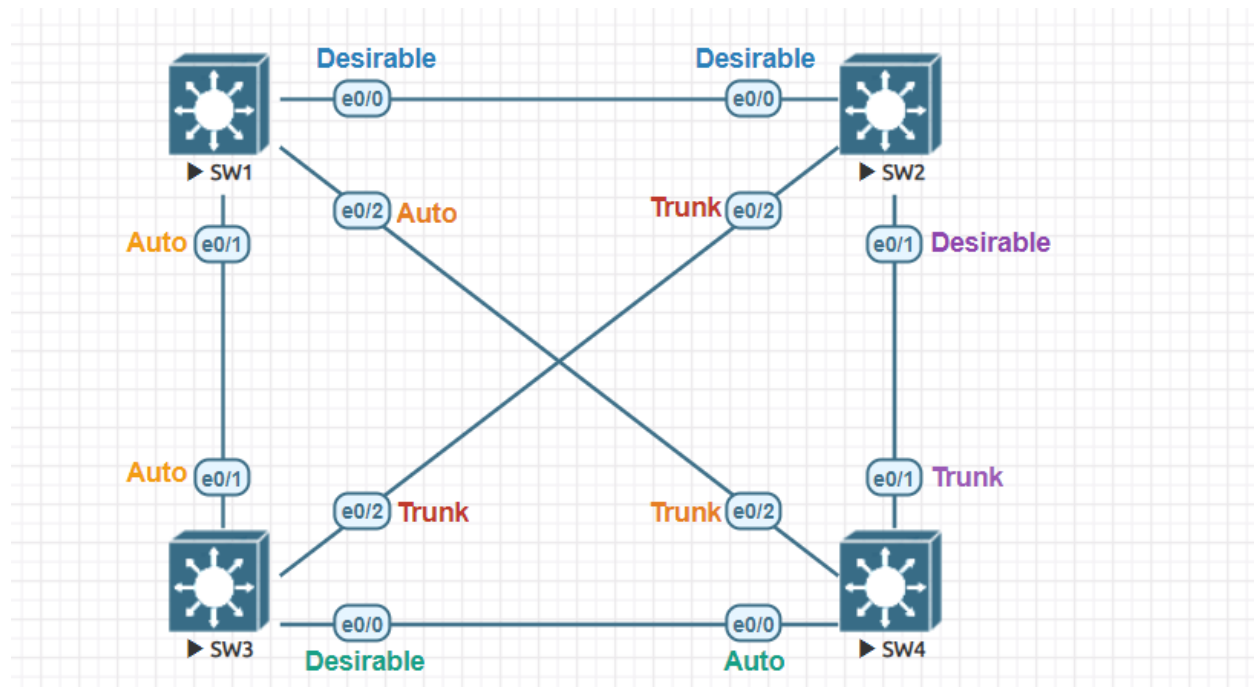 Desirable Desirable
e0/0 e0/0
▶ SW1 ▶ SW2
e0/2 Auto Trunk e0/2
Auto e0/1 e0/1 Desirable
Auto e0/1 e0/1 Trunk
e0/2 Trunk Trunk e0/2
e0/0 e0/0
▶ SW3 ▶ SW4
Desirable Auto